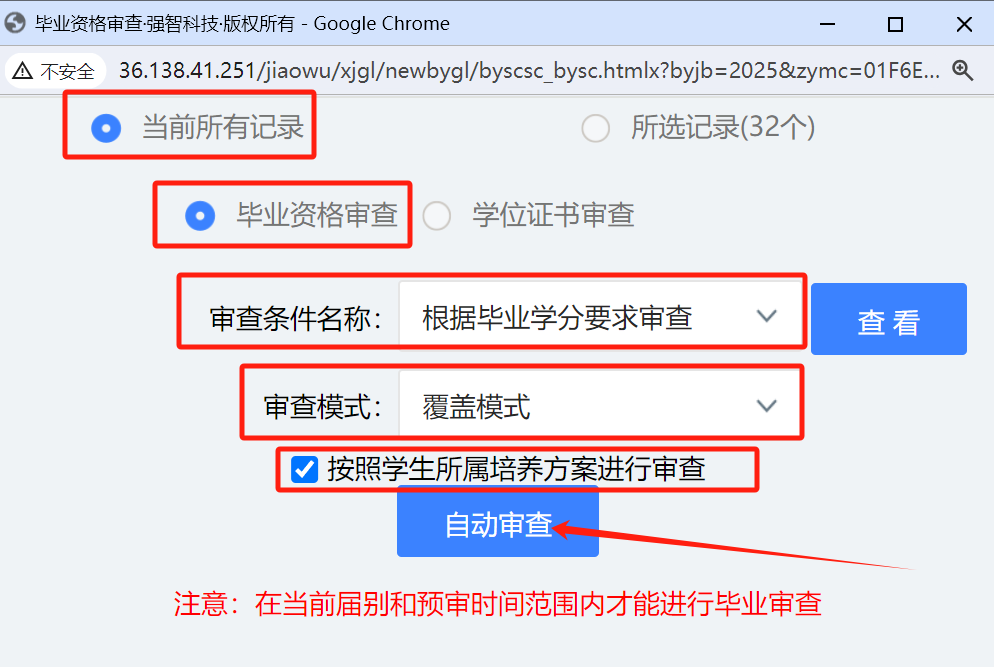 毕业资格审查·强智科技·版权所有 - Google Chrome
不安全 36.138.41.251/jiaowu/xjgl/newbygl/byscsc_bysc.htmlx?byjb=2025&zymc=01F6E...
当前所有记录 所选记录(32个)
毕业资格审查 学位证书审查
审查条件名称： 根据毕业学分要求审查 查 看
审查模式： 覆盖模式
按照学生所属培养方案进行审查
自动审查
注意：在当前届别和预审时间范围内才能进行毕业审查